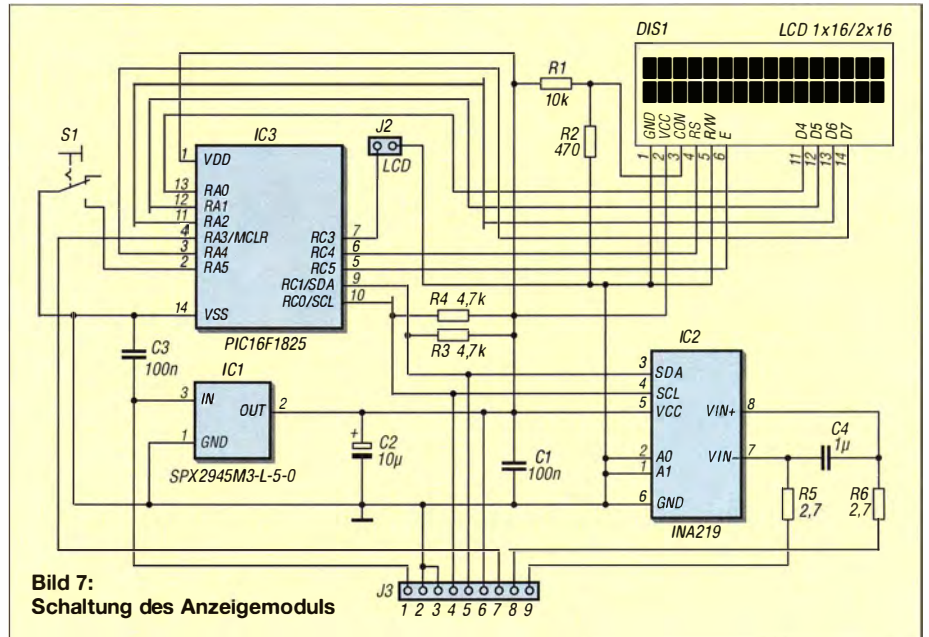 DIS1 LCD 1x16/2x16
GND VCC CON RS R/W E D4 D5 D6 D7
1 2 3 4 5 6 11 12 13 14
R1
10k
R2
470
J2
LCD
S1
IC3
1 VDD
13 RA0
12 RA1
11 RA2
4 RA3/MCLR
3 RA4
2 RA5
14 VSS
RC3 7
RC4 6
RC5 5
RC1/SDA 9
RC0/SCL 10
PIC16F1825
R4 4,7k
R3 4,7k
C3
100n
IC1
3 IN
OUT 2
1 GND
SPX2945M3-L-5-0
+
C2
10µ
C1
100n
IC2
3 SDA
4 SCL
5 VCC
2 A0
1 A1
6 GND
VIN+ 8
VIN– 7
INA219
C4
1µ
R5
2,7
R6
2,7
J3
1 2 3 4 5 6 7 8 9
Bild 7:
Schaltung des Anzeigemoduls